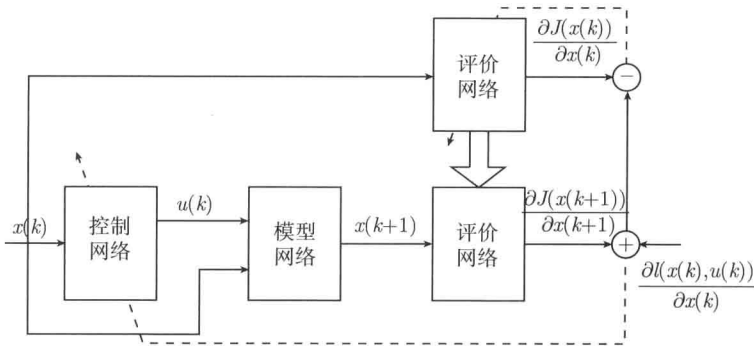 ∂J(x(k))
∂x(k)
评价
网络
−
x(k)
控制
网络
u(k)
模型
网络
x(k+1)
评价
网络
∂J(x(k+1))
∂x(k+1)
+
∂l(x(k),u(k))
∂x(k)